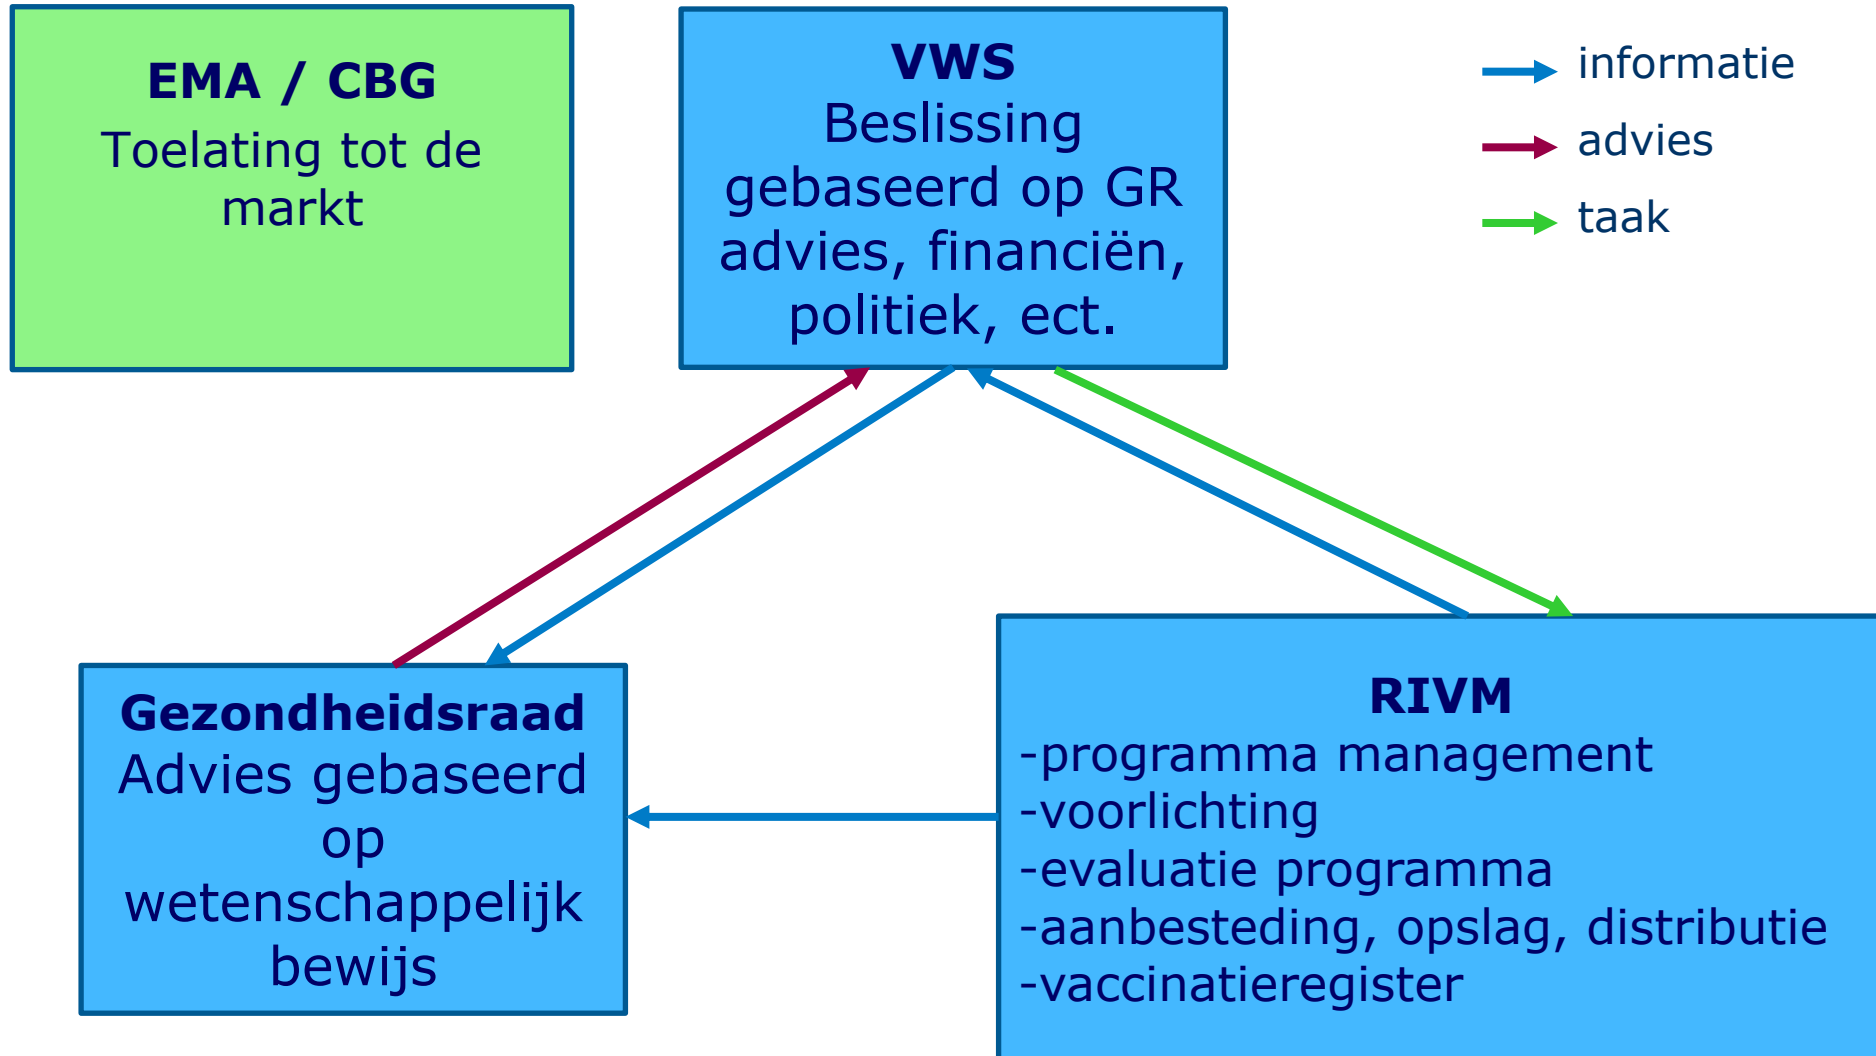 EMA / CBG
Toelating tot de
markt
VWS
Beslissing
gebaseerd op GR
advies, financiën,
politiek, ect.
informatie
advies
taak
Gezondheidsraad
Advies gebaseerd
op
wetenschappelijk
bewijs
RIVM
-programma management
-voorlichting
-evaluatie programma
-aanbesteding, opslag, distributie
-vaccinatieregister